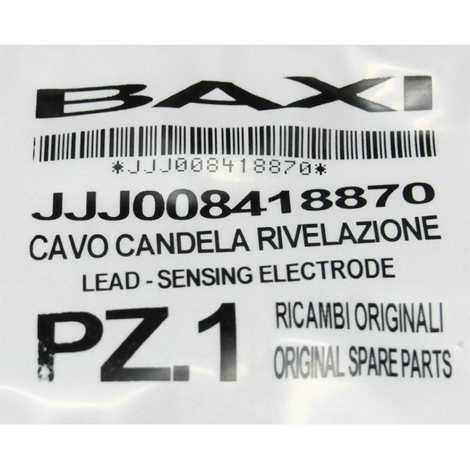 BAXI
*JJJ008418870*
JJJ008418870
CAVO CANDELA RIVELAZIONE
LEAD - SENSING ELECTRODE
PZ.1
RICAMBI ORIGINALI
ORIGINAL SPARE PARTS